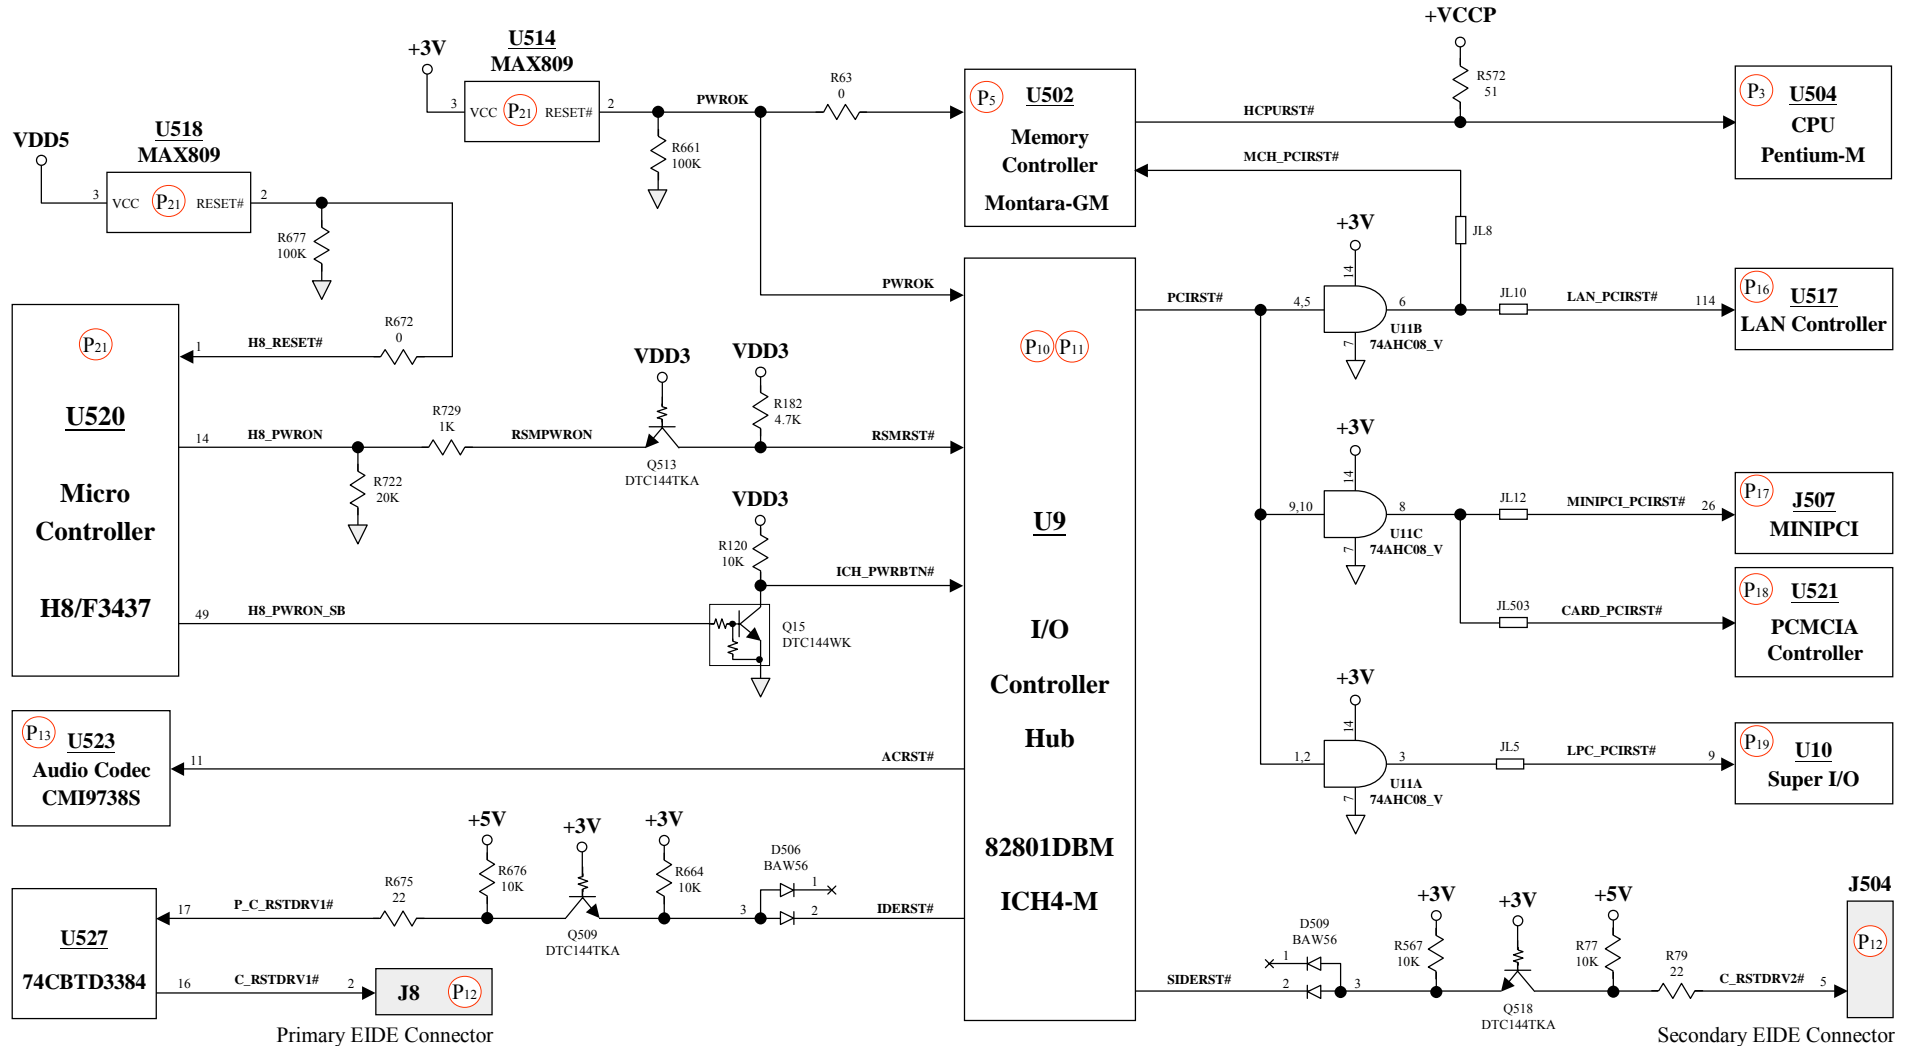 +VCCP
R572
51
P3
U504
CPU
Pentium-M
U514
MAX809
+3V
3
VCC
P21
RESET#
2
PWROK
R63
0
R661
100K
P5
U502
Memory
Controller
Montara-GM
HCPURST#
MCH_PCIRST#
JL8
U518
MAX809
VDD5
3
VCC
P21
RESET#
2
R677
100K
R672
0
PWROK
P21
U520
Micro
Controller
H8/F3437
1
H8_RESET#
14
H8_PWRON
R729
1K
RSMPWRON
R722
20K
VDD3
Q513
DTC144TKA
VDD3
R182
4.7K
RSMRST#
VDD3
R120
10K
ICH_PWRBTN#
49
H8_PWRON_SB
Q15
DTC144WK
P10
P11
U9
I/O
Controller
Hub
82801DBM
ICH4-M
PCIRST#
+3V
14
4,5
6
7
U11B
74AHC08_V
JL10
LAN_PCIRST#
114
P16
U517
LAN Controller
+3V
14
9,10
8
7
U11C
74AHC08_V
JL12
MINIPCI_PCIRST#
26
P17
J507
MINIPCI
JL503
CARD_PCIRST#
P18
U521
PCMCIA
Controller
+3V
14
1,2
3
7
U11A
74AHC08_V
JL5
LPC_PCIRST#
9
P19
U10
Super I/O
P13
U523
Audio Codec
CMI9738S
11
ACRST#
U527
74CBTD3384
17
P_C_RSTDRV1#
R675
22
+5V
R676
10K
+3V
Q509
DTC144TKA
+3V
R664
10K
D506
BAW56
1
3
2
IDERST#
16
C_RSTDRV1#
2
J8
P12
Primary EIDE Connector
SIDERST#
D509
BAW56
1
2
3
+3V
R567
10K
+3V
Q518
DTC144TKA
+5V
R77
10K
R79
22
C_RSTDRV2#
5
J504
P12
Secondary EIDE Connector